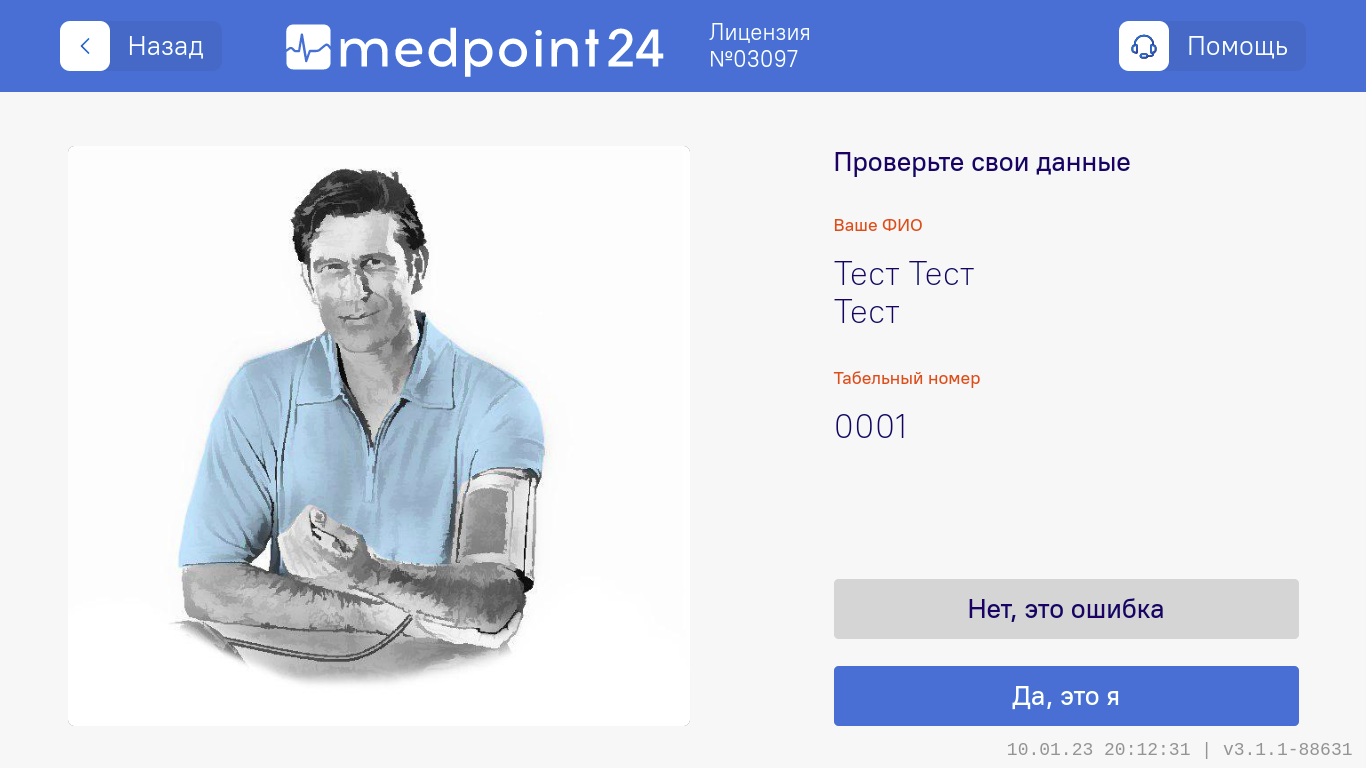 Назад
medpoint24
Лицензия
№03097
Помощь
Проверьте свои данные
Ваше ФИО
Тест Тест
Тест
Табельный номер
0001
Нет, это ошибка
Да, это я
10.01.23 20:12:31 | v3.1.1-88631